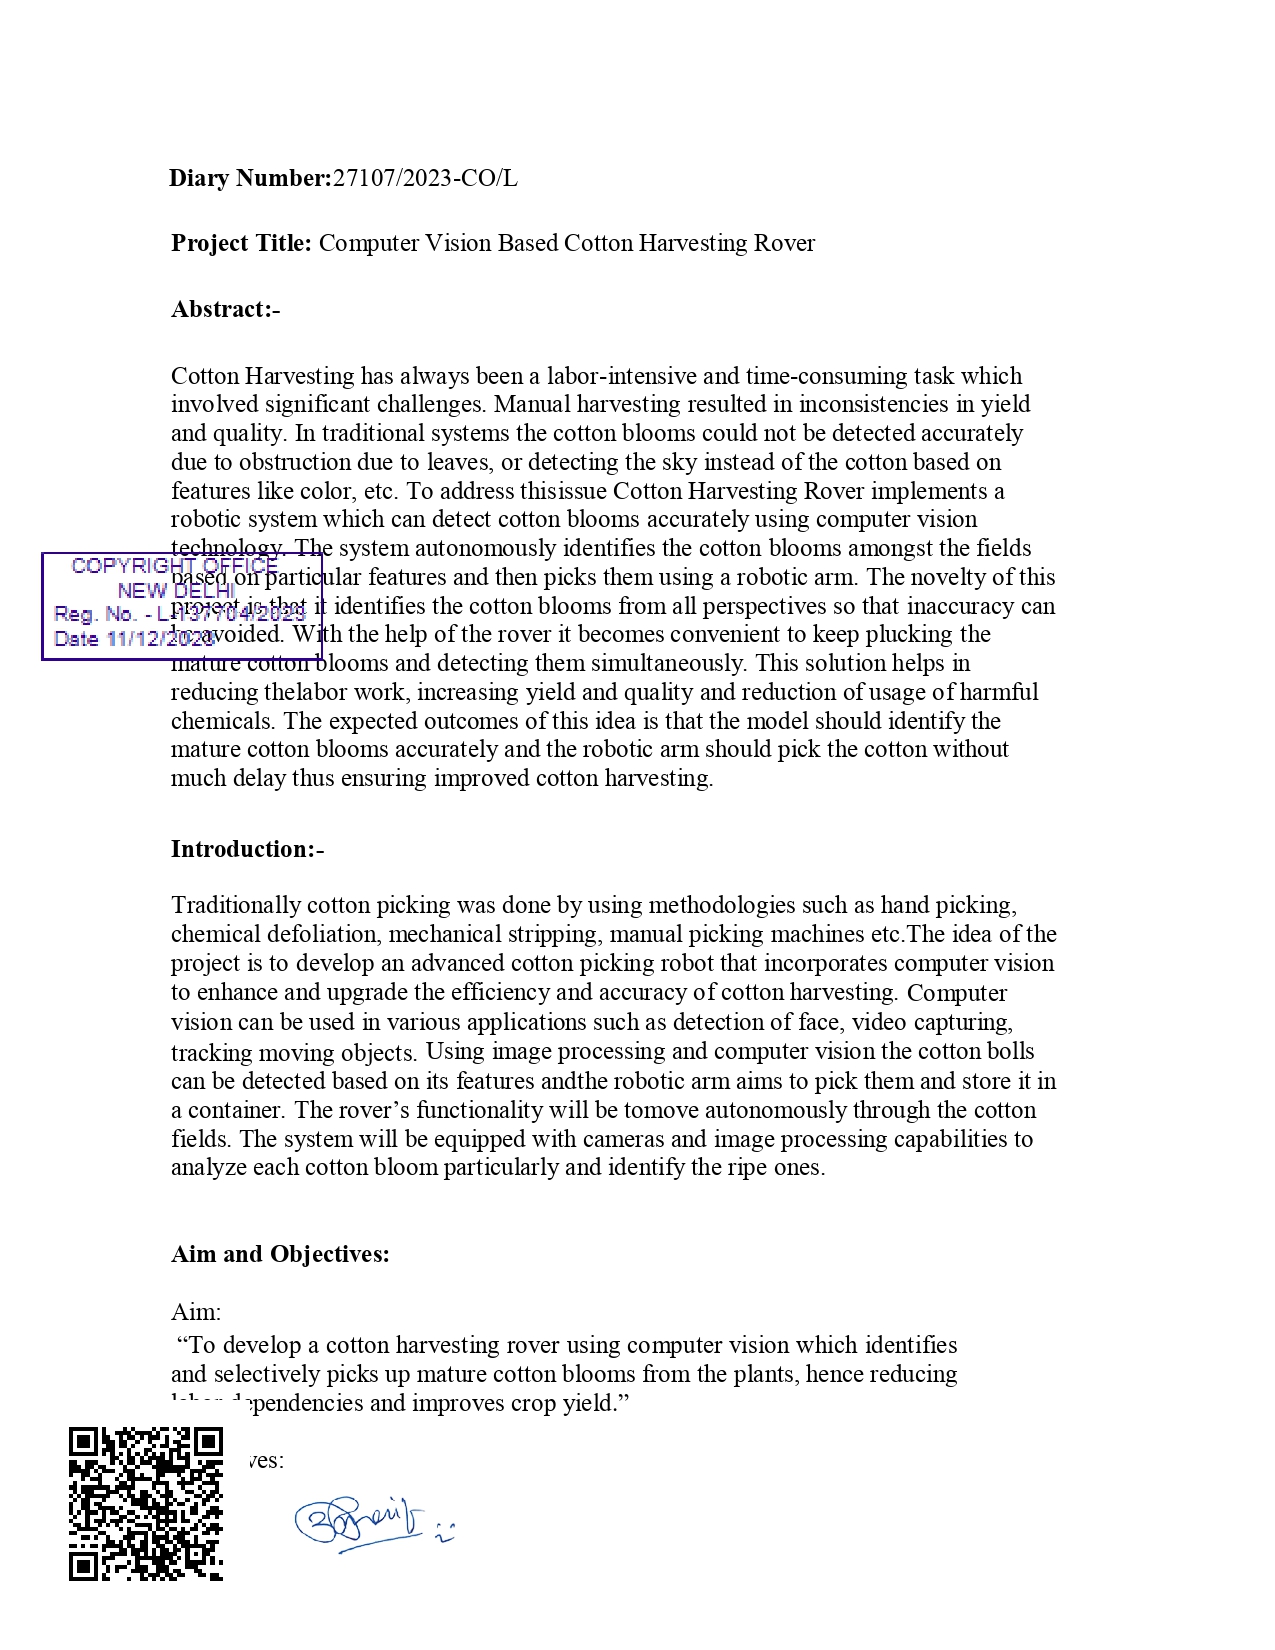 Diary Number:27107/2023-CO/L
Project Title: Computer Vision Based Cotton Harvesting Rover
Abstract:-
Cotton Harvesting has always been a labor-intensive and time-consuming task which
involved significant challenges. Manual harvesting resulted in inconsistencies in yield
and quality. In traditional systems the cotton blooms could not be detected accurately
due to obstruction due to leaves, or detecting the sky instead of the cotton based on
features like color, etc. To address thisissue Cotton Harvesting Rover implements a
robotic system which can detect cotton blooms accurately using computer vision
technology. The system autonomously identifies the cotton blooms amongst the fields
based on particular features and then picks them using a robotic arm. The novelty of this
project is that it identifies the cotton blooms from all perspectives so that inaccuracy can
be avoided. With the help of the rover it becomes convenient to keep plucking the
mature cotton blooms and detecting them simultaneously. This solution helps in
reducing thelabor work, increasing yield and quality and reduction of usage of harmful
chemicals. The expected outcomes of this idea is that the model should identify the
mature cotton blooms accurately and the robotic arm should pick the cotton without
much delay thus ensuring improved cotton harvesting.
COPYRIGHT OFFICE
NEW DELHI
Reg. No. - L-137704/2023
Date 11/12/2023
Introduction:-
Traditionally cotton picking was done by using methodologies such as hand picking,
chemical defoliation, mechanical stripping, manual picking machines etc.The idea of the
project is to develop an advanced cotton picking robot that incorporates computer vision
to enhance and upgrade the efficiency and accuracy of cotton harvesting. Computer
vision can be used in various applications such as detection of face, video capturing,
tracking moving objects. Using image processing and computer vision the cotton bolls
can be detected based on its features andthe robotic arm aims to pick them and store it in
a container. The rover’s functionality will be tomove autonomously through the cotton
fields. The system will be equipped with cameras and image processing capabilities to
analyze each cotton bloom particularly and identify the ripe ones.
Aim and Objectives:
Aim:
“To develop a cotton harvesting rover using computer vision which identifies
and selectively picks up mature cotton blooms from the plants, hence reducing
labor dependencies and improves crop yield.”
ves: